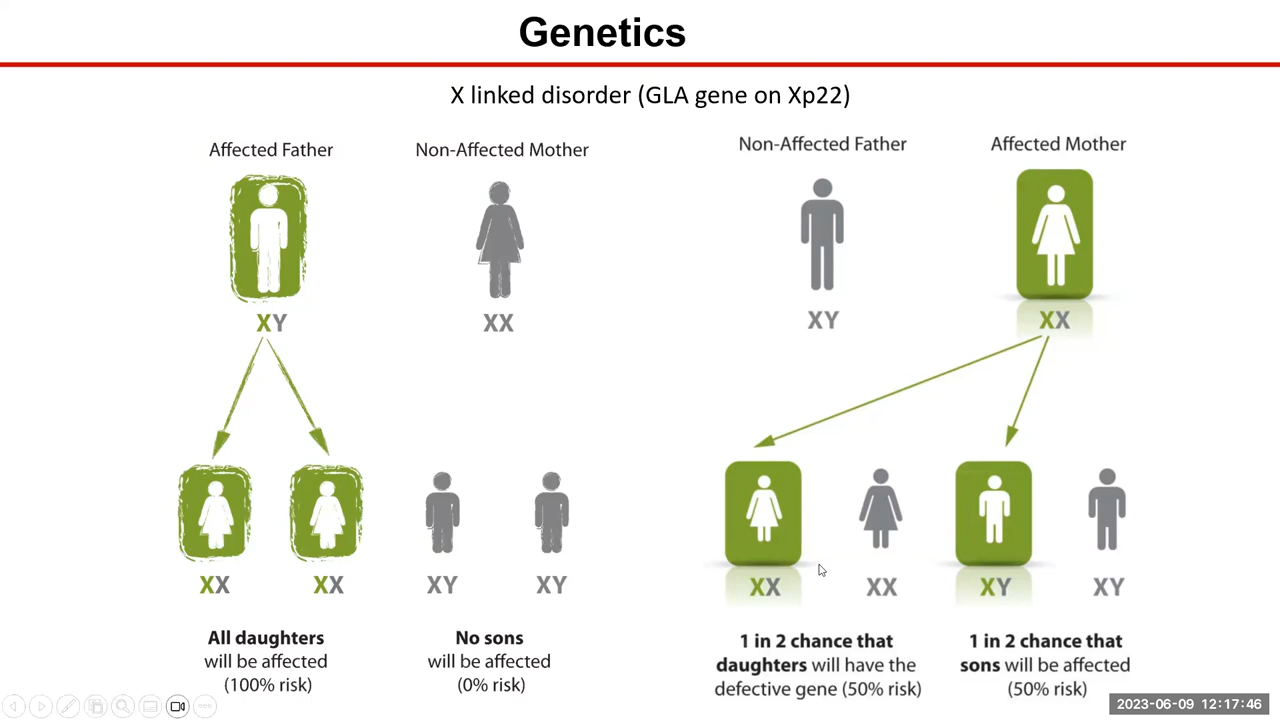 Genetics
X linked disorder (GLA gene on Xp22)
Affected Father
Non-Affected Mother
XY
XX
XX
XX
XY
XY
All daughters
will be affected
(100% risk)
No sons
will be affected
(0% risk)
Non-Affected Father
Affected Mother
XY
XX
XX
XX
XY
XY
1 in 2 chance that
daughters will have the
defective gene (50% risk)
1 in 2 chance that
sons will be affected
(50% risk)
2023-06-09 12:17:46